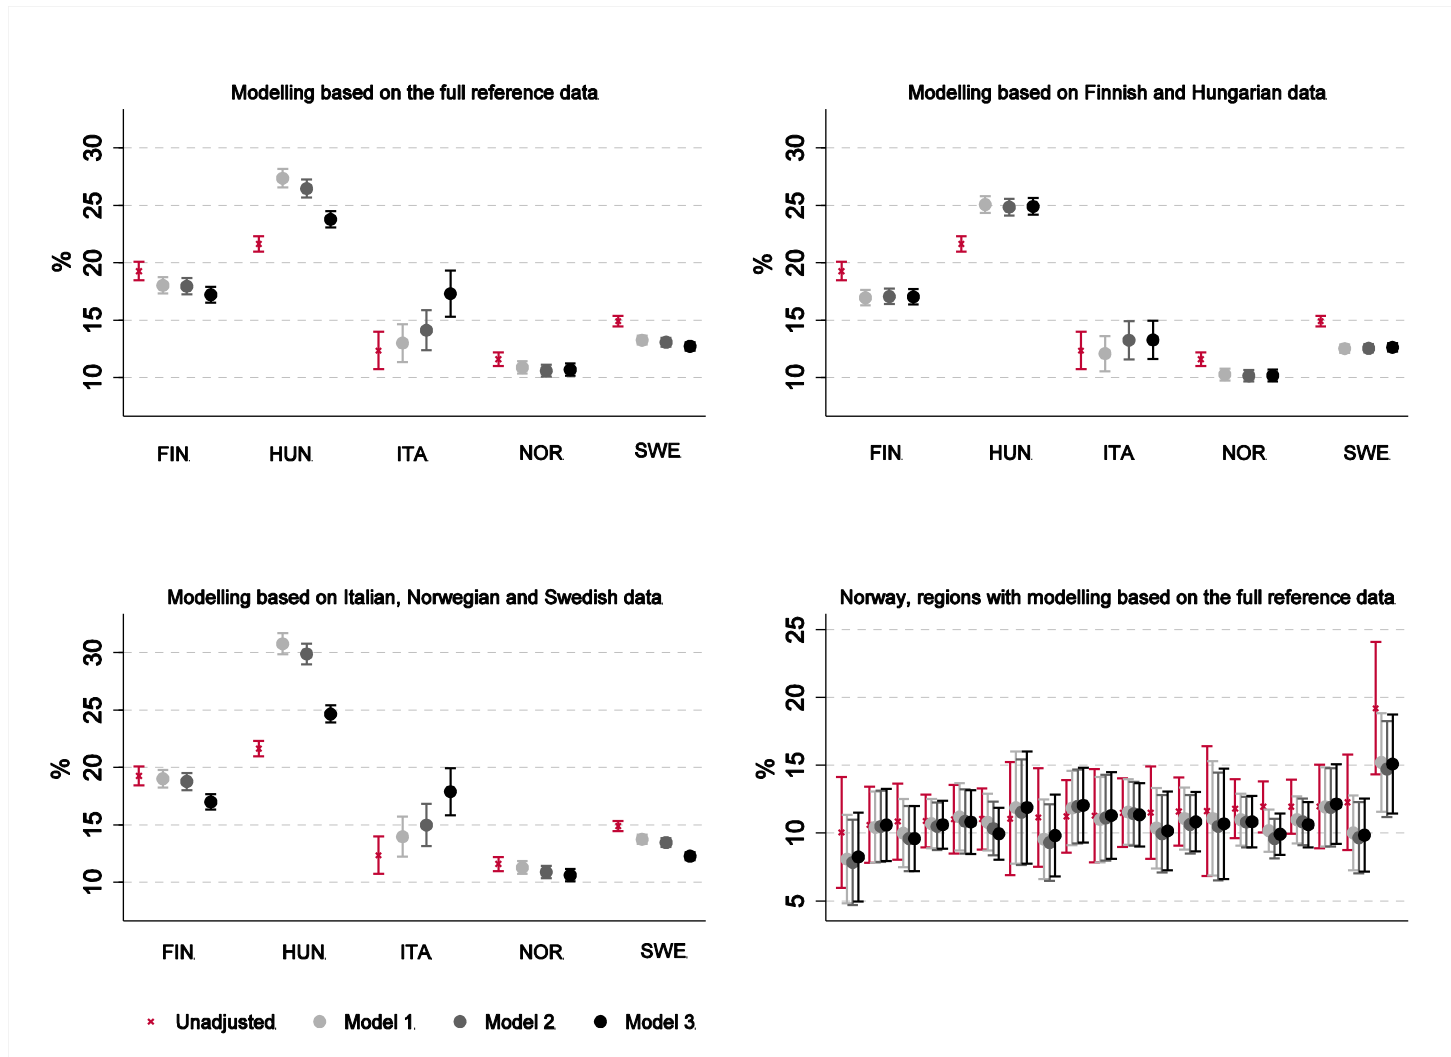 Modelling based on the full reference data
%
30
25
20
15
10
FIN
HUN
ITA
NOR
SWE
Modelling based on Finnish and Hungarian data
%
30
25
20
15
10
FIN
HUN
ITA
NOR
SWE
Modelling based on Italian, Norwegian and Swedish data
%
30
25
20
15
10
FIN
HUN
ITA
NOR
SWE
Norway, regions with modelling based on the full reference data
%
25
20
15
10
5
Unadjusted
Model 1
Model 2
Model 3